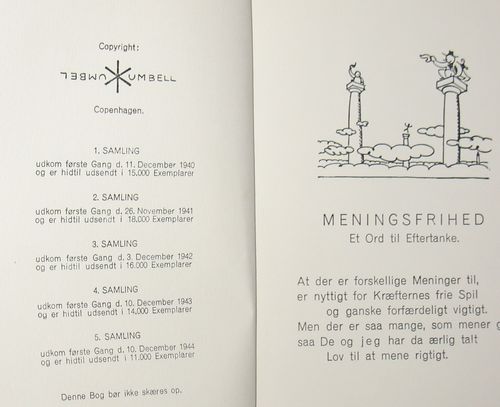 Copyright:
UMBELL
Copenhagen.
1. SAMLING
udkom første Gang d. 11. December 1940
og er hidtil udsendt i 15.000 Exemplarer
2. SAMLING
udkom første Gang d. 26. November 1941
og er hidtil udsendt i 18.000 Exemplarer
3. SAMLING
udkom første Gang d. 3. December 1942
og er hidtil udsendt i 16.000 Exemplarer
4. SAMLING
udkom første Gang d. 10. December 1943
og er hidtil udsendt i 14.000 Exemplarer
5. SAMLING
udkom første Gang d. 10. December 1944
og er hidtil udsendt i 11.000 Exemplarer
Denne Bog bør ikke skæres op.
MENINGSFRIHED
Et Ord til Eftertanke.
At der er forskellige Meninger til,
er nyttigt for Kræfternes frie Spil
og ganske forfærdeligt vigtigt.
Men der er saa mange, som mener
saa De og jeg har da ærlig talt
Lov til at mene rigtigt.